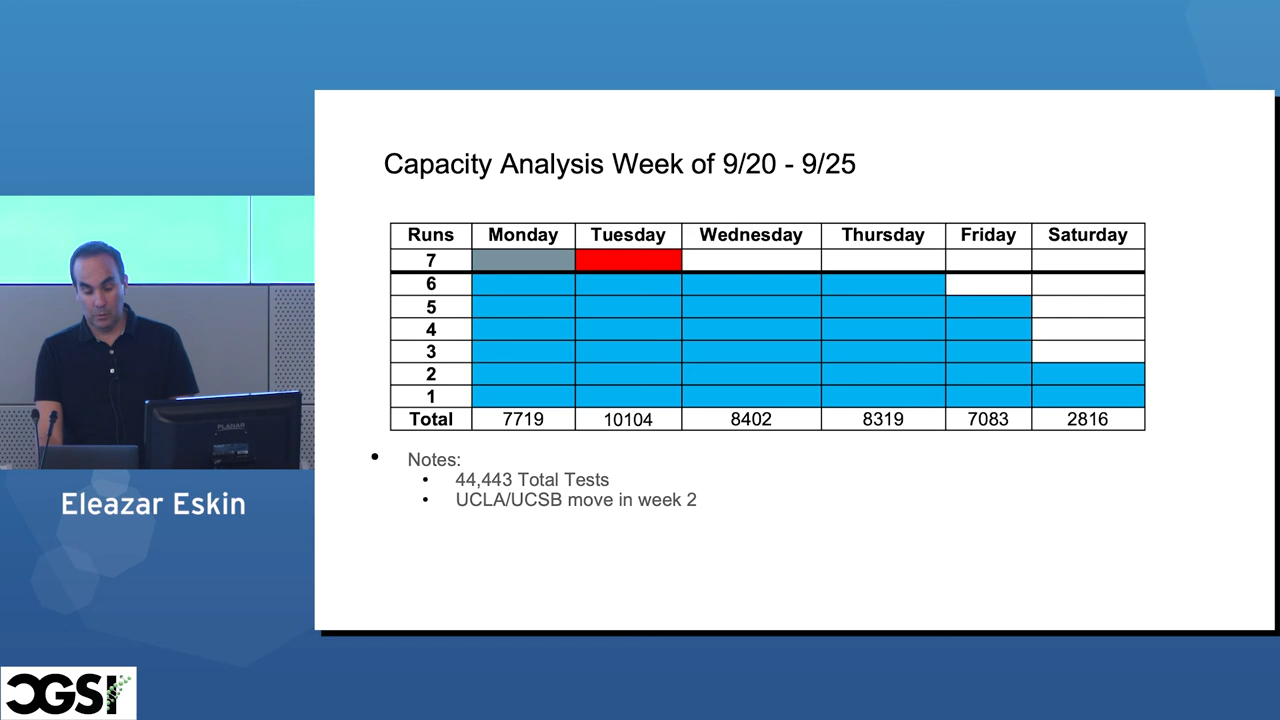 Capacity Analysis Week of 9/20 - 9/25
Runs Monday Tuesday Wednesday Thursday Friday Saturday
7
6
5
4
3
2
1
Total 7719 10104 8402 8319 7083 2816
• Notes:
• 44,443 Total Tests
• UCLA/UCSB move in week 2
PLANAR
Eleazar Eskin
CGSI